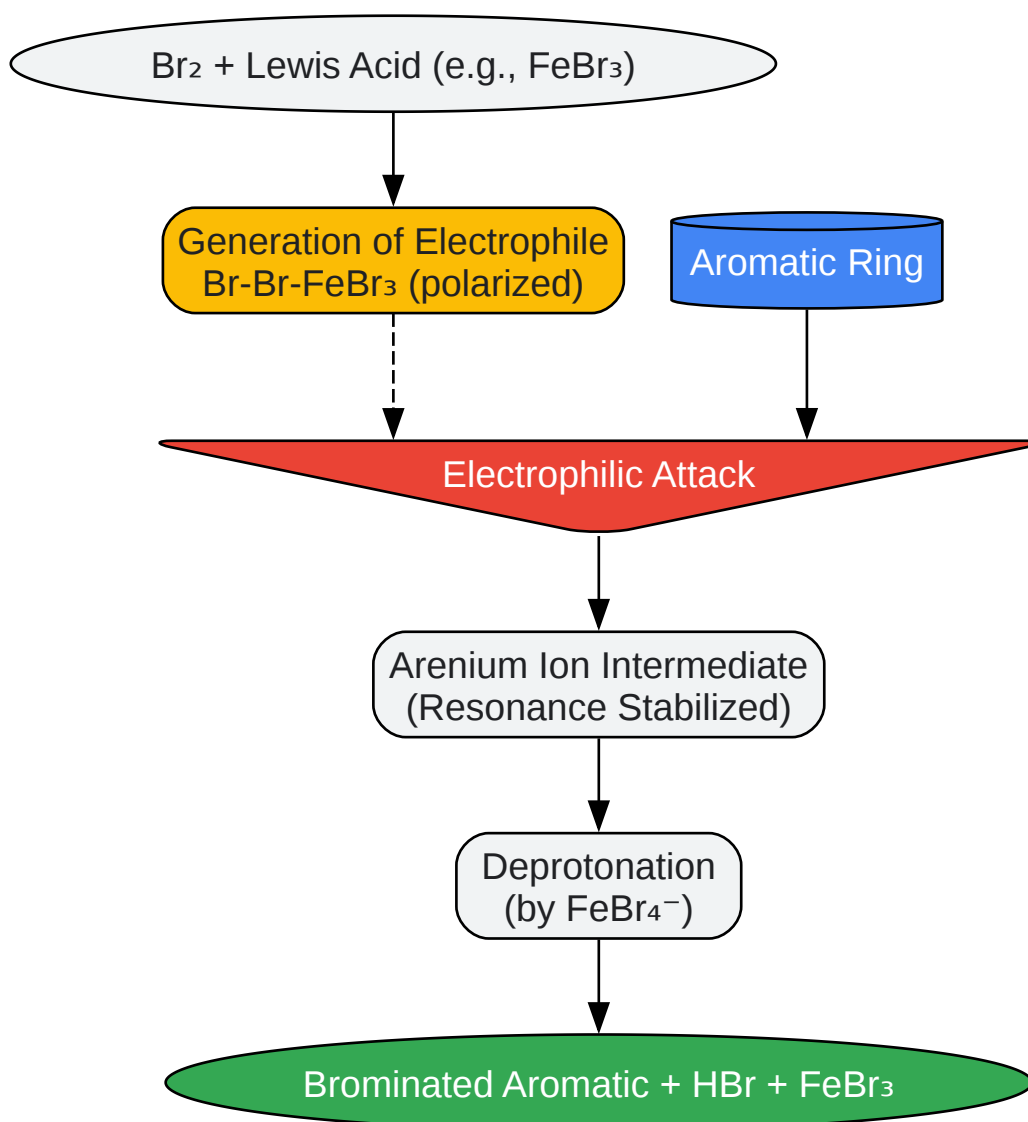 Br₂ + Lewis Acid (e.g., FeBr₃)
Generation of Electrophile
Br-Br-FeBr₃ (polarized)
Aromatic Ring
Electrophilic Attack
Arenium Ion Intermediate
(Resonance Stabilized)
Deprotonation
(by FeBr₄⁻)
Brominated Aromatic + HBr + FeBr₃